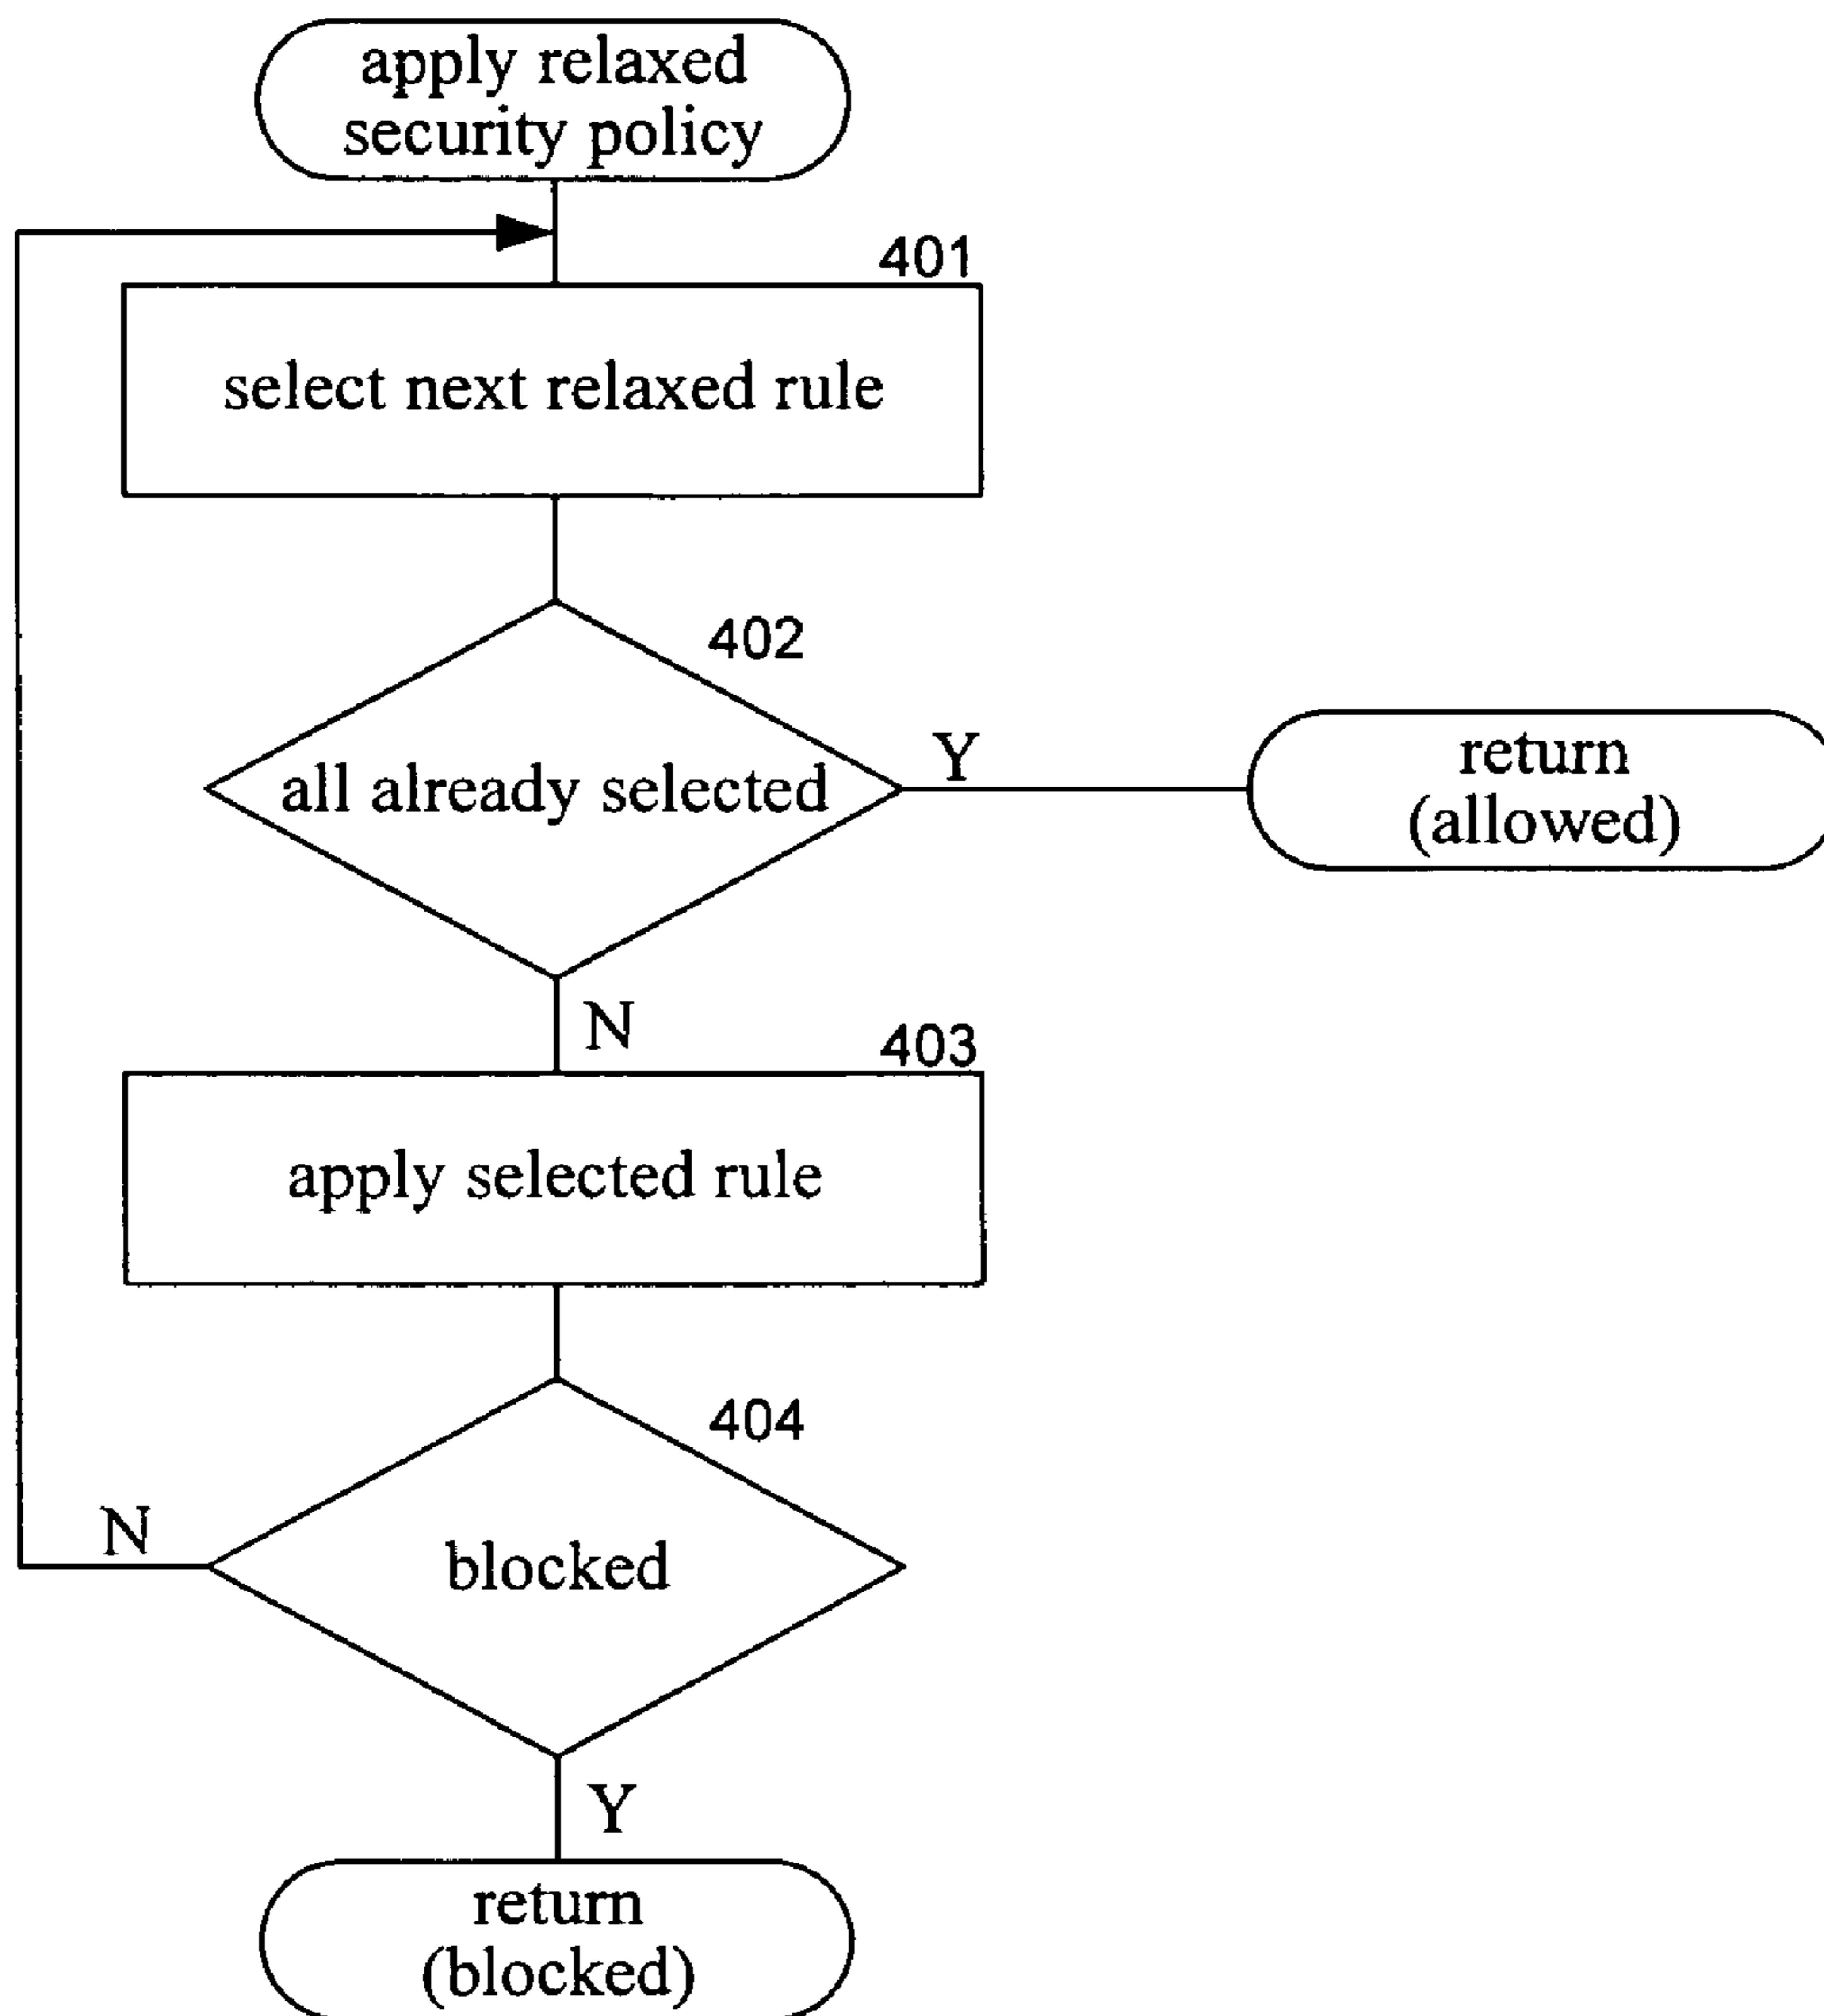 apply relaxed
security policy
401
select next relaxed rule
402
all already selected
Y
return
(allowed)
N
403
apply selected rule
404
blocked
N
Y
return
(blocked)